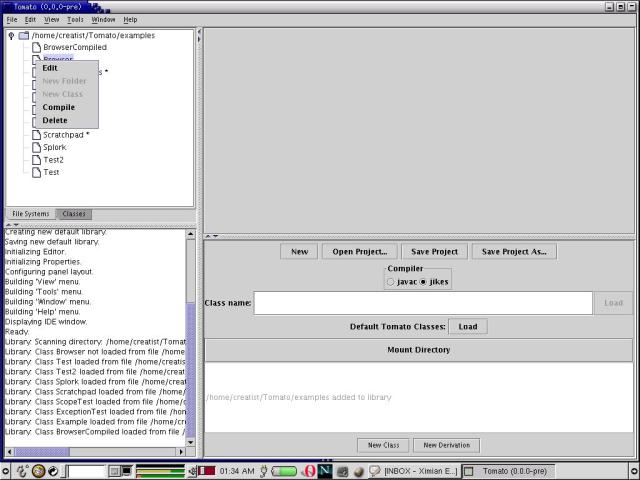 Tomato (0.0.0-pre)
File Edit View Tools Window Help
/home/creatist/Tomato/examples
BrowserCompiled
Browser
Edit
s *
New Folder
New Class
Compile
Delete
Scratchpad *
Splork
Test2
Test
File Systems Classes
Creating new default library.
Saving new default library.
Initializing Editor.
Initializing Properties.
Configuring panel layout.
Building 'View' menu.
Building 'Tools' menu.
Building 'Window' menu.
Building 'Help' menu.
Displaying IDE window.
Ready.
Library: Scanning directory: /home/creatist/Tomat
Library: Class Browser not loaded from file /home/
Library: Class Test loaded from file /home/creatist
Library: Class Test2 loaded from file /home/creati
Library: Class Splork loaded from file /home/creat
Library: Class Scratchpad loaded from file /home/
Library: Class ScopeTest loaded from file /home/c
Library: Class ExceptionTest loaded from file /ho
Library: Class Example loaded from file /home/cre
Library: Class BrowserCompiled loaded from file /
New Open Project... Save Project Save Project As...
Compiler
javac jikes
Class name: Load
Default Tomato Classes: Load
Mount Directory
/home/creatist/Tomato/examples added to library
New Class New Derivation
01:34 AM [INBOX - Ximian E...] Tomato (0.0.0-pre)